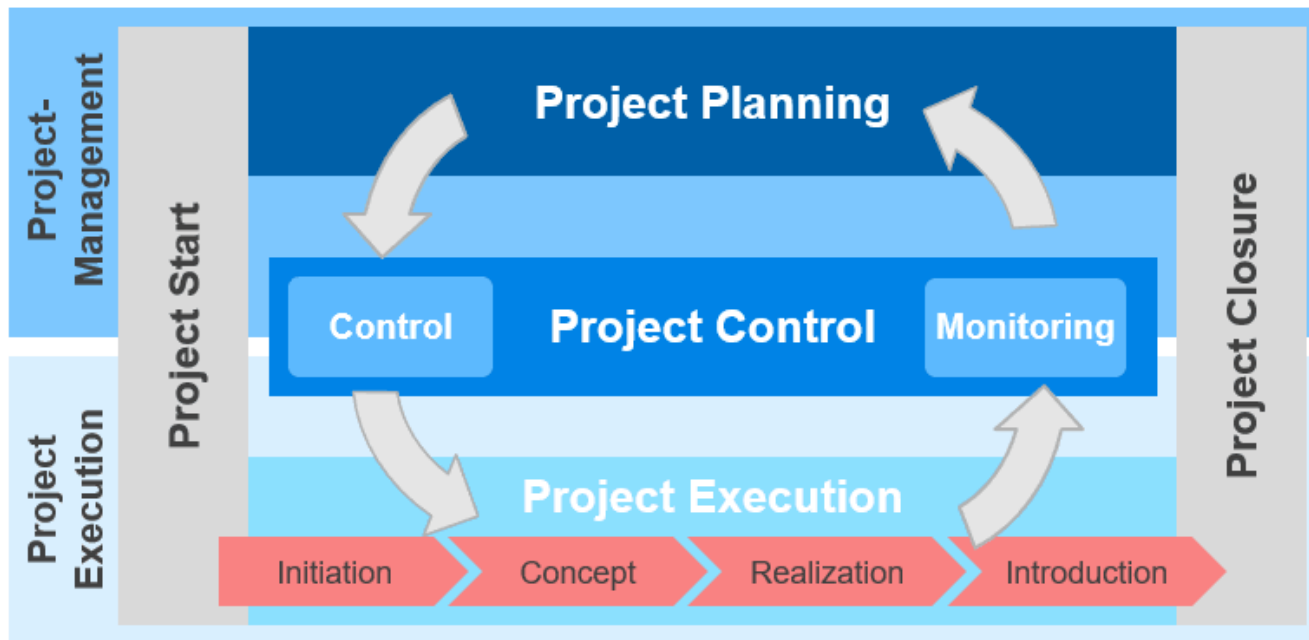 Project-
Management
Project Start
Project Planning
Control
Project Control
Monitoring
Project Closure
Project
Execution
Project Execution
Initiation
Concept
Realization
Introduction